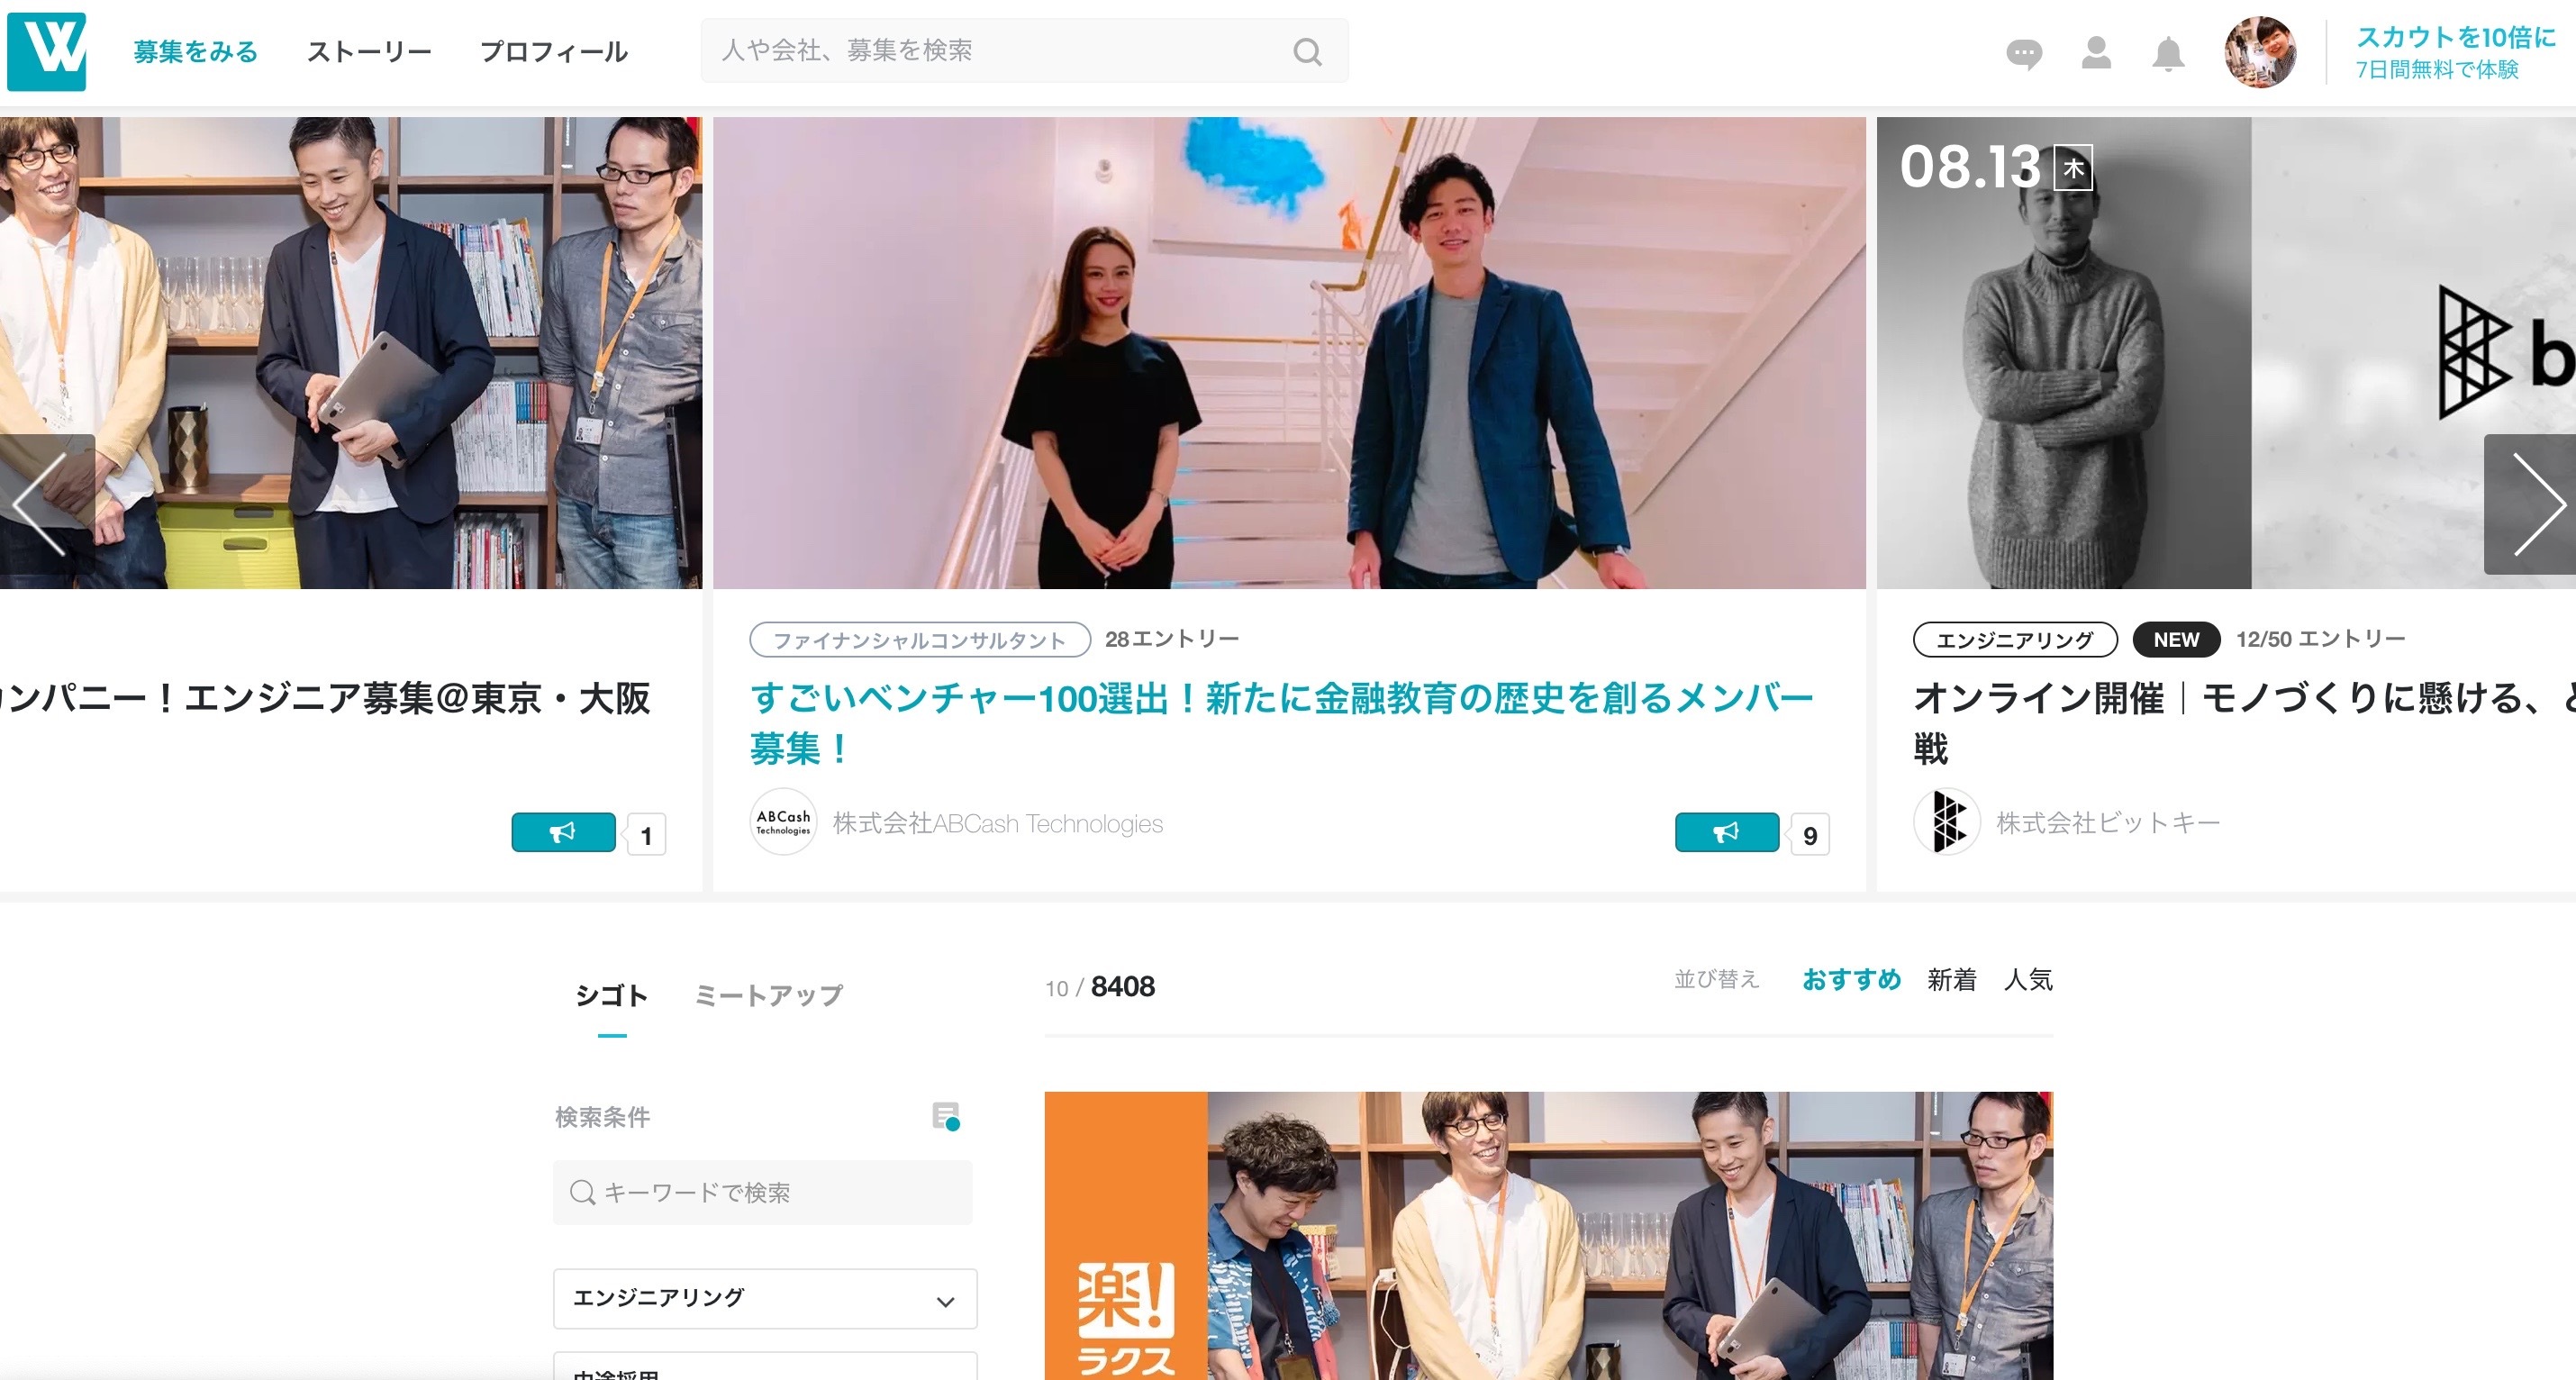 W
募集をみる
ストーリー
プロフィール
人や会社、募集を検索
スカウトを10倍に
7日間無料で体験
ンパニー！エンジニア募集@東京・大阪
1
ファイナンシャルコンサルタント
28エントリー
すごいベンチャー100選出！新たに金融教育の歴史を創るメンバー
募集！
ABCash
Technologies
株式会社ABCash Technologies
9
08.13 木
b
エンジニアリング
NEW
12/50 エントリー
オンライン開催｜モノづくりに懸ける、
戦
株式会社ビットキー
シゴト
ミートアップ
検索条件
キーワードで検索
エンジニアリング
中途採用
10 / 8408
並び替え
おすすめ
新着
人気
楽!
ラクス